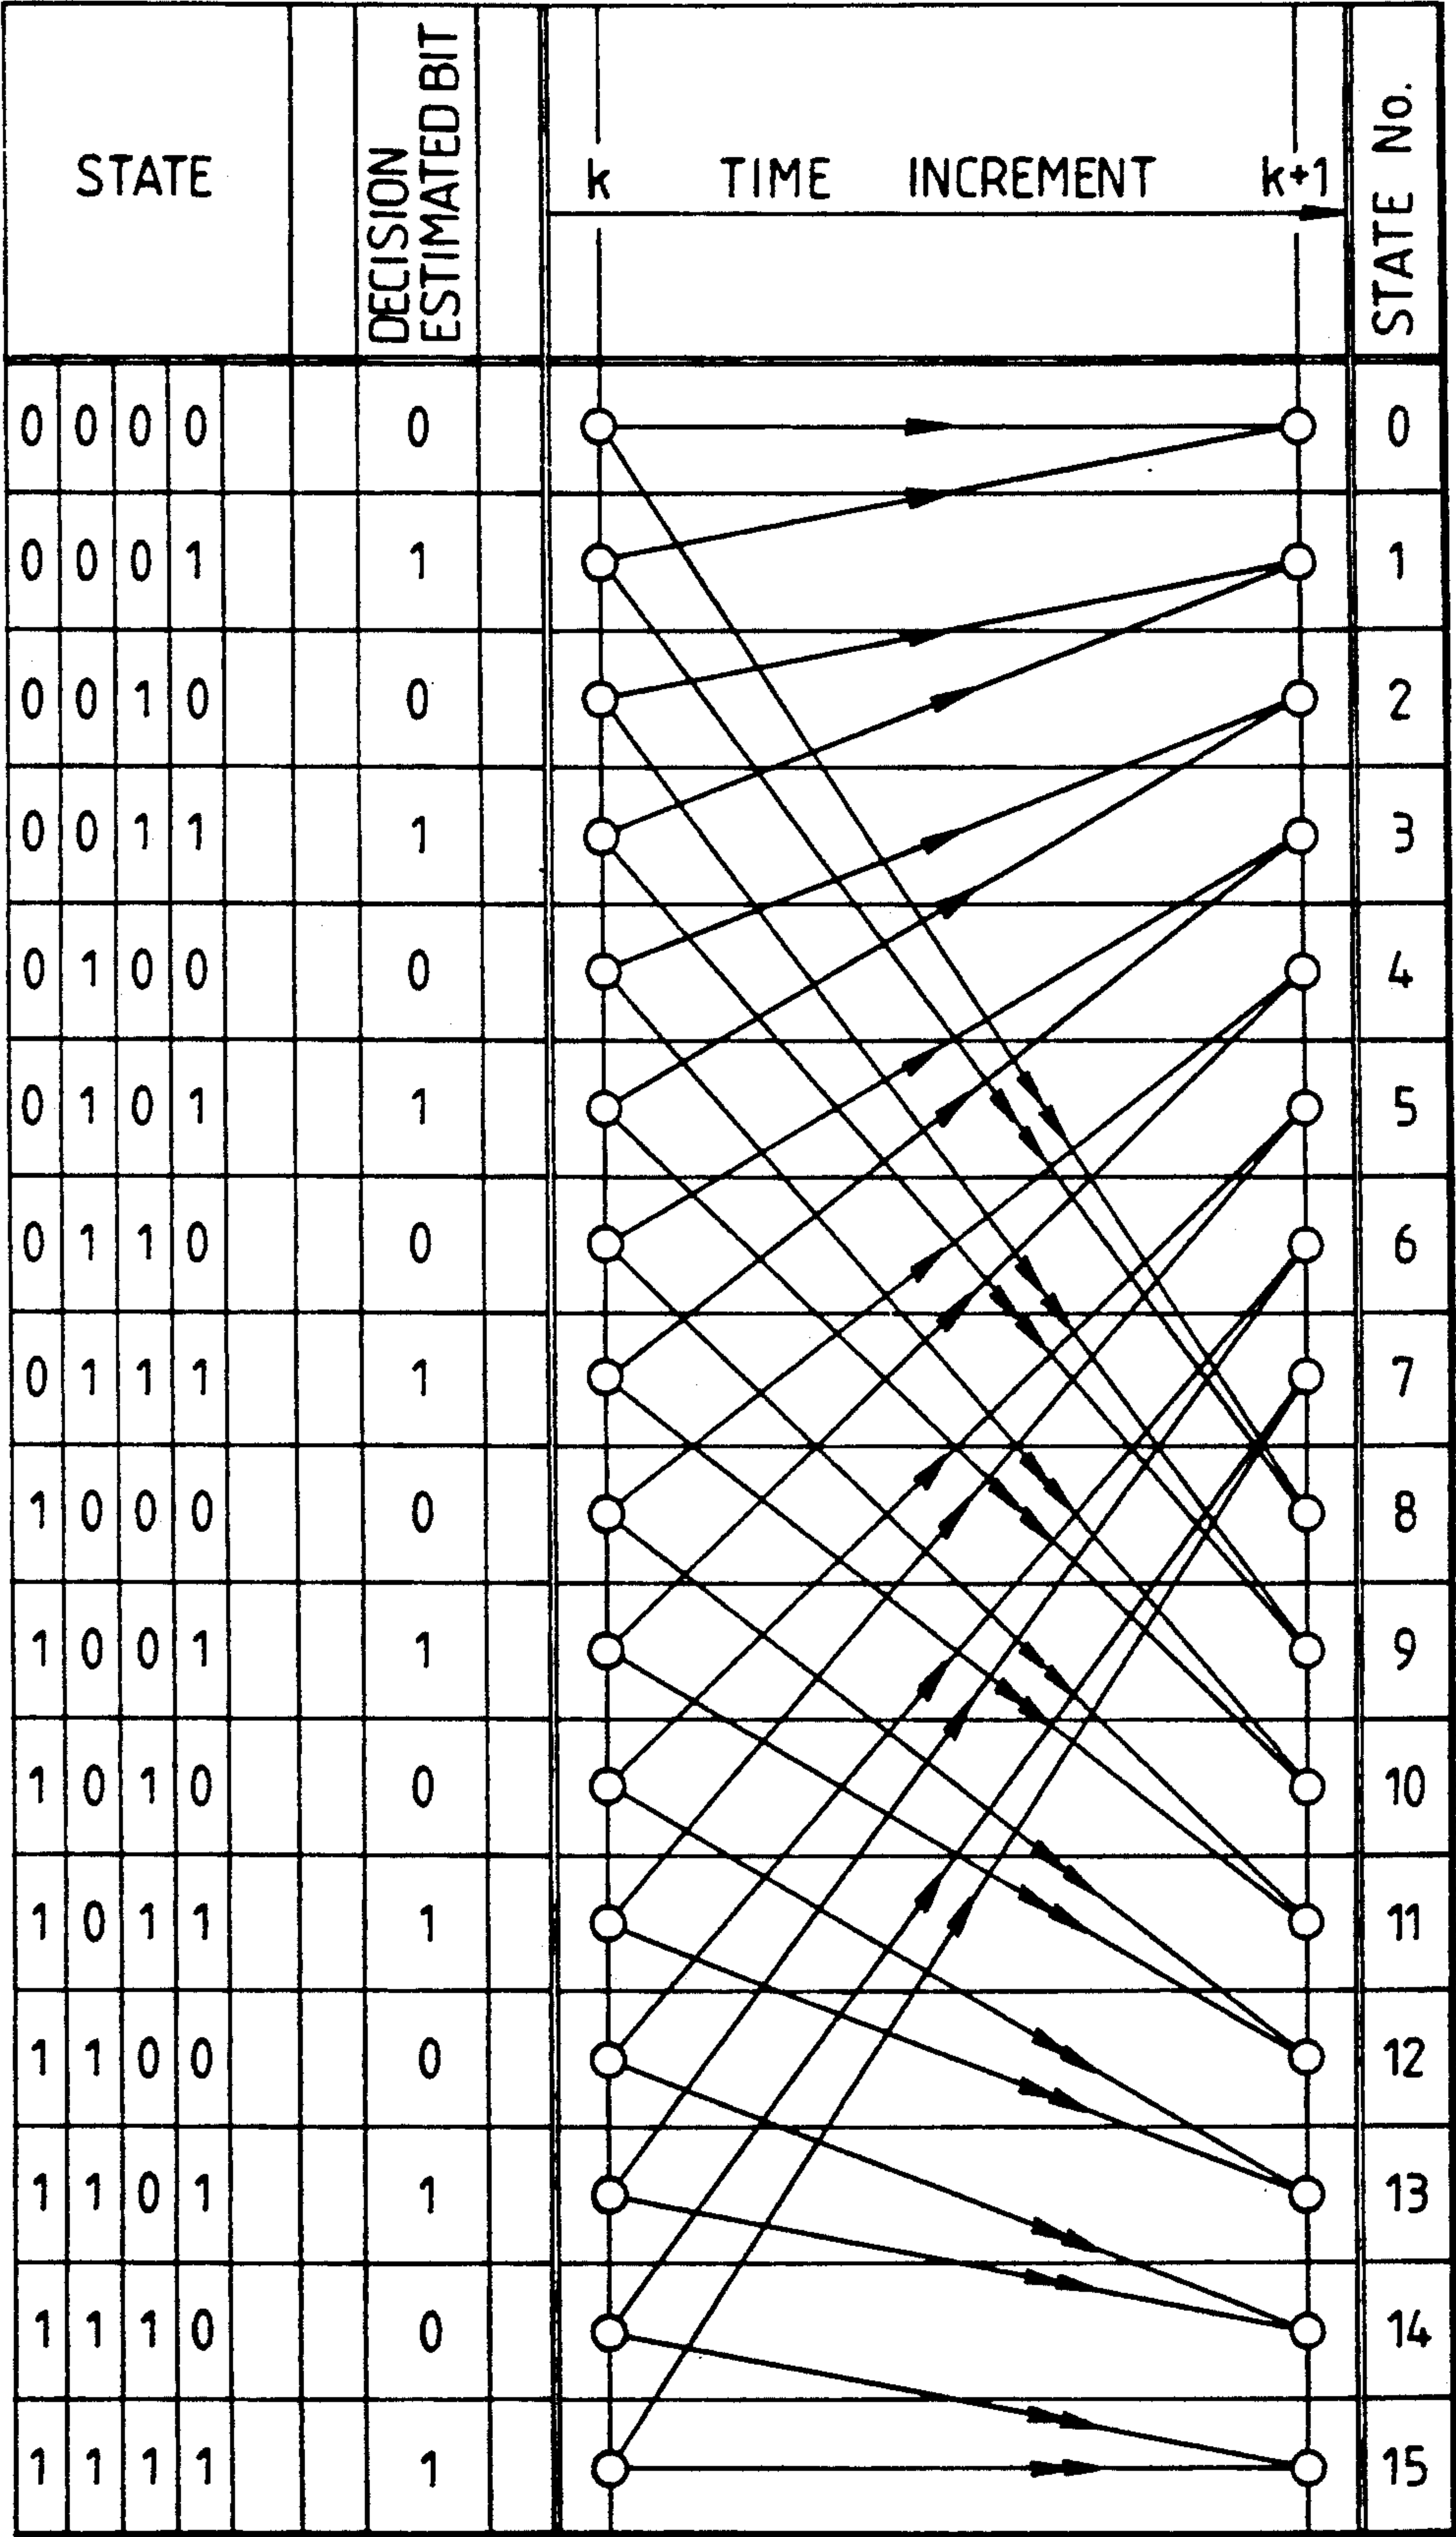 STATE
DECISION
ESTIMATED BIT
k TIME INCREMENT k+1
STATE No.
0 0 0 0 0 0
0 0 0 1 1 1
0 0 1 0 0 2
0 0 1 1 1 3
0 1 0 0 0 4
0 1 0 1 1 5
0 1 1 0 0 6
0 1 1 1 1 7
1 0 0 0 0 8
1 0 0 1 1 9
1 0 1 0 0 10
1 0 1 1 1 11
1 1 0 0 0 12
1 1 0 1 1 13
1 1 1 0 0 14
1 1 1 1 1 15